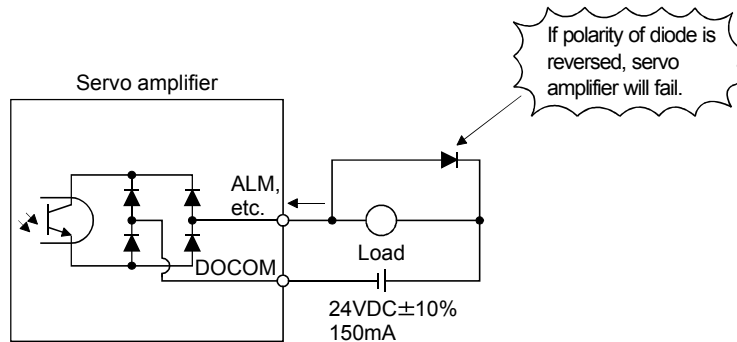 If polarity of diode is
reversed, servo
amplifier will fail.
Servo amplifier
ALM,
etc.
Load
DOCOM
24VDC±10%
150mA